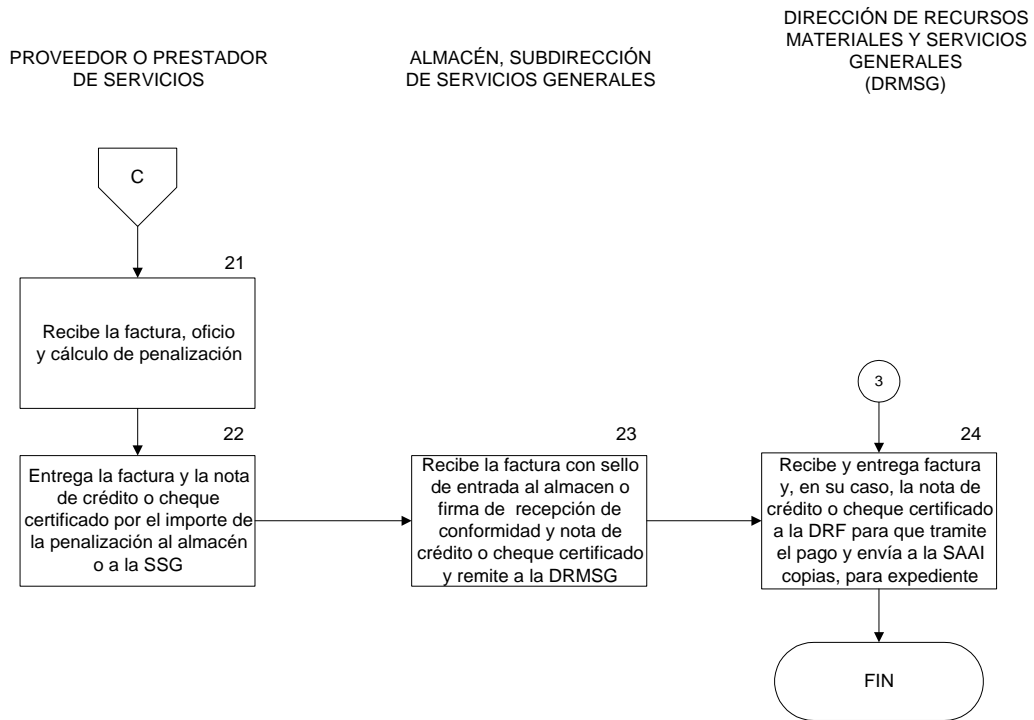 PROVEEDOR O PRESTADOR
DE SERVICIOS
ALMACÉN, SUBDIRECCIÓN
DE SERVICIOS GENERALES
DIRECCIÓN DE RECURSOS
MATERIALES Y SERVICIOS
GENERALES
(DRMSG)
C
21
Recibe la factura, oficio
y cálculo de penalización
22
Entrega la factura y la nota
de crédito o cheque
certificado por el importe de
la penalización al almacén
o a la SSG
23
Recibe la factura con sello
de entrada al almacen o
firma de recepción de
conformidad y nota de
crédito o cheque certificado
y remite a la DRMSG
3
24
Recibe y entrega factura
y, en su caso, la nota de
crédito o cheque certificado
a la DRF para que tramite
el pago y envía a la SAAI
copias, para expediente
FIN